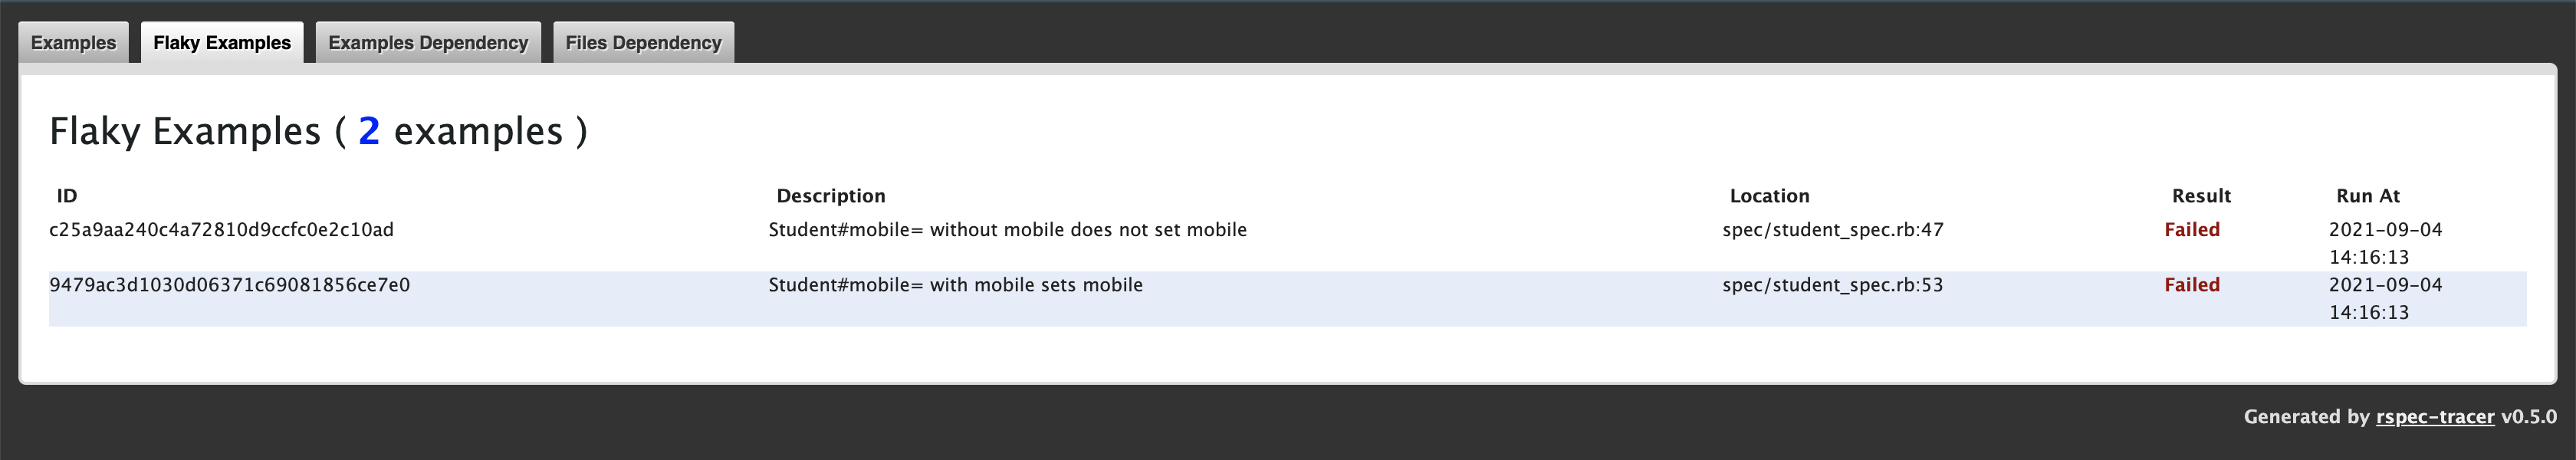 Examples Flaky Examples Examples Dependency Files Dependency
Flaky Examples ( 2 examples )
ID Description Location Result Run At
c25a9aa240c4a72810d9ccfc0e2c10ad Student#mobile= without mobile does not set mobile spec/student_spec.rb:47 Failed 2021-09-04
14:16:13
9479ac3d1030d06371c69081856ce7e0 Student#mobile= with mobile sets mobile spec/student_spec.rb:53 Failed 2021-09-04
14:16:13
Generated by rspec-tracer v0.5.0